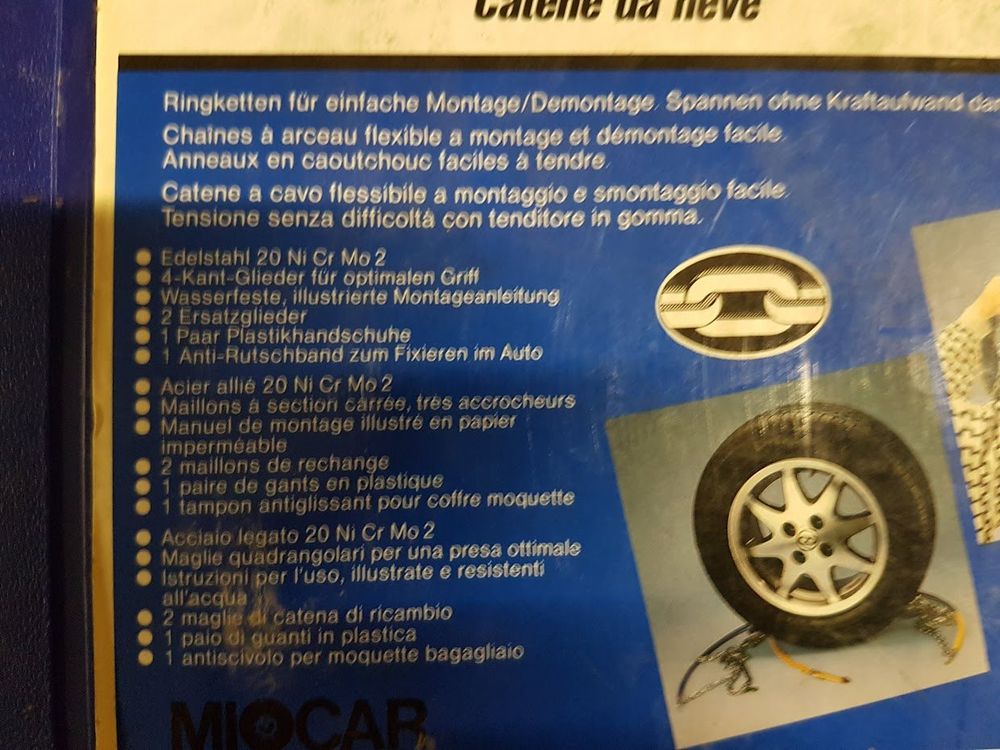 Catene da neve
Ringketten für einfache Montage/Demontage. Spannen ohne Kraftaufwand
Chaînes à arceau flexible a montage et démontage facile.
Anneaux en caoutchouc faciles à tendre.
Catene a cavo flessibile a montaggio e smontaggio facile.
Tensione senza difficoltà con tenditore in gomma.
Edelstahl 20 Ni Cr Mo 2
4-Kant-Glieder für optimalen Griff
Wasserfeste, illustrierte Montageanleitung
2 Ersatzglieder
1 Paar Plastikhandschuhe
1 Anti-Rutschband zum Fixieren im Auto
Acier allié 20 Ni Cr Mo 2
Maillons à section carrée, très accrocheurs
Manuel de montage illustré en papier
imperméable
2 maillons de rechange
1 paire de gants en plastique
1 tampon antiglissant pour coffre moquette
Acciaio legato 20 Ni Cr Mo 2
Maglie quadrangolari per una presa ottimale
Istruzioni per l'uso, illustrate e resistenti
all'acqua
2 maglie di catena di ricambio
1 paio di guanti in plastica
1 antiscivolo per moquette bagagliaio
MIOCAR